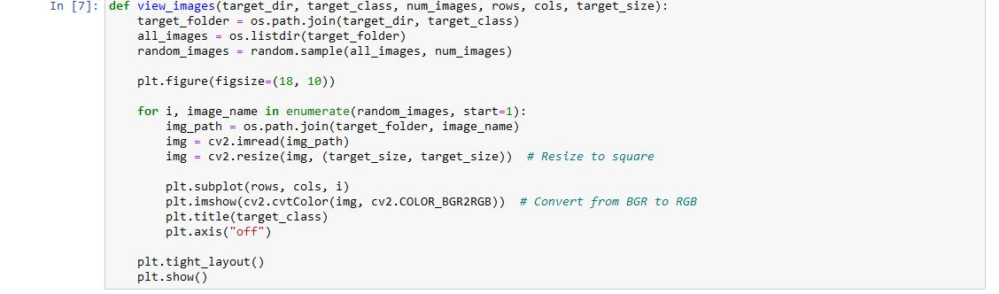 In [7]: def view_images(target_dir, target_class, num_images, rows, cols, target_size):
    target_folder = os.path.join(target_dir, target_class)
    all_images = os.listdir(target_folder)
    random_images = random.sample(all_images, num_images)

    plt.figure(figsize=(18, 10))

    for i, image_name in enumerate(random_images, start=1):
        img_path = os.path.join(target_folder, image_name)
        img = cv2.imread(img_path)
        img = cv2.resize(img, (target_size, target_size))  # Resize to square

        plt.subplot(rows, cols, i)
        plt.imshow(cv2.cvtColor(img, cv2.COLOR_BGR2RGB))  # Convert from BGR to RGB
        plt.title(target_class)
        plt.axis("off")

    plt.tight_layout()
    plt.show()